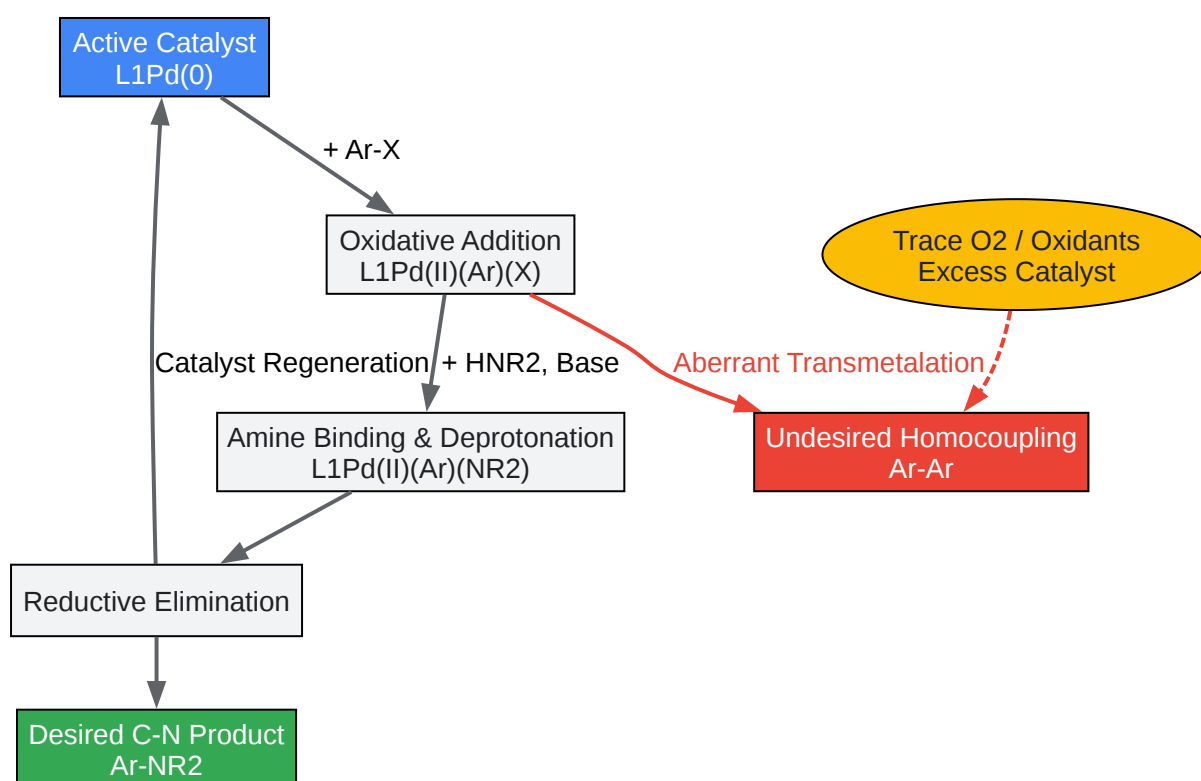 Active Catalyst
L1Pd(0)
+ Ar-X
Oxidative Addition
L1Pd(II)(Ar)(X)
Trace O2 / Oxidants
Excess Catalyst
Catalyst Regeneration
+ HNR2, Base
Aberrant Transmetalation
Amine Binding & Deprotonation
L1Pd(II)(Ar)(NR2)
Undesired Homocoupling
Ar-Ar
Reductive Elimination
Desired C-N Product
Ar-NR2